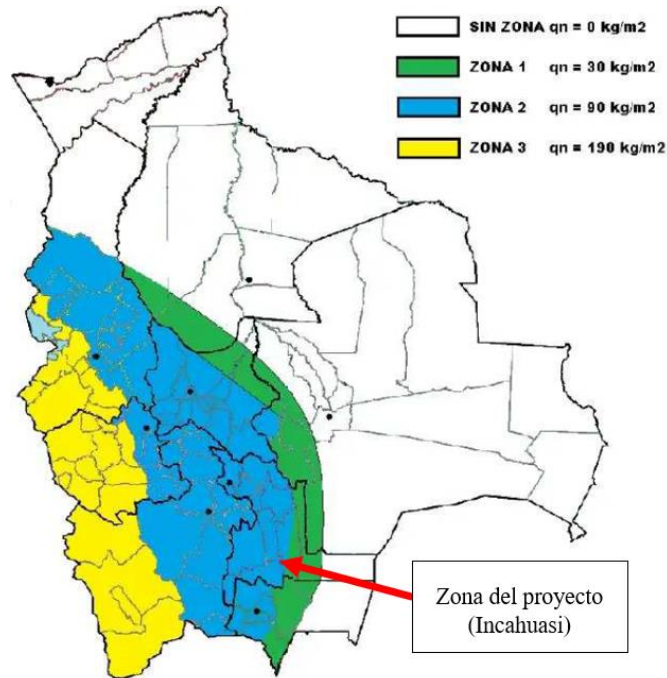 SIN ZONA qn = 0 kg/m2
ZONA 1 qn = 30 kg/m2
ZONA 2 qn = 90 kg/m2
ZONA 3 qn = 190 kg/m2
Zona del proyecto
(Incahuasi)